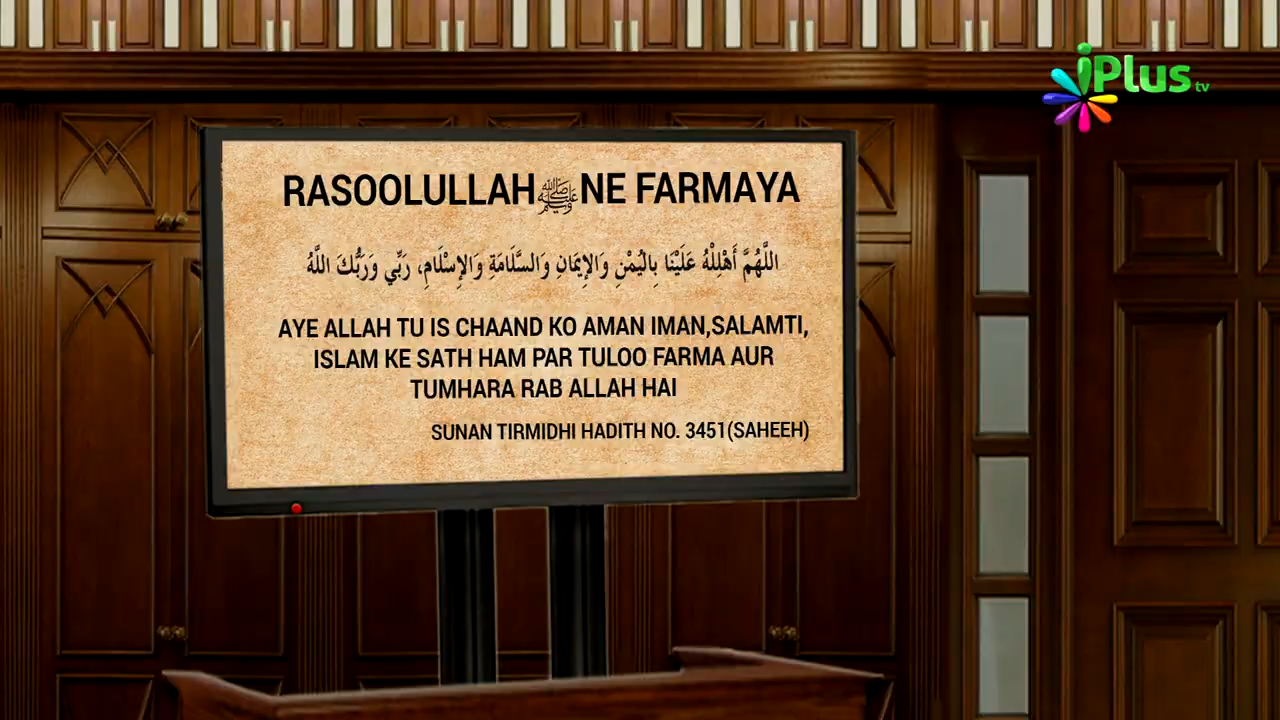 iPlus tv
RASOOLULLAH ﷺ NE FARMAYA
اللَّهُمَّ أَهْلِلْهُ عَلَيْنَا بِالْيُمْنِ وَالإِيمَانِ وَالسَّلَامَةِ وَالإِسْلَامِ، رَبِّي وَرَبُّكَ اللَّهُ
AYE ALLAH TU IS CHAAND KO AMAN IMAN,SALAMTI,
ISLAM KE SATH HAM PAR TULOO FARMA AUR
TUMHARA RAB ALLAH HAI
SUNAN TIRMIDHI HADITH NO. 3451(SAHEEH)